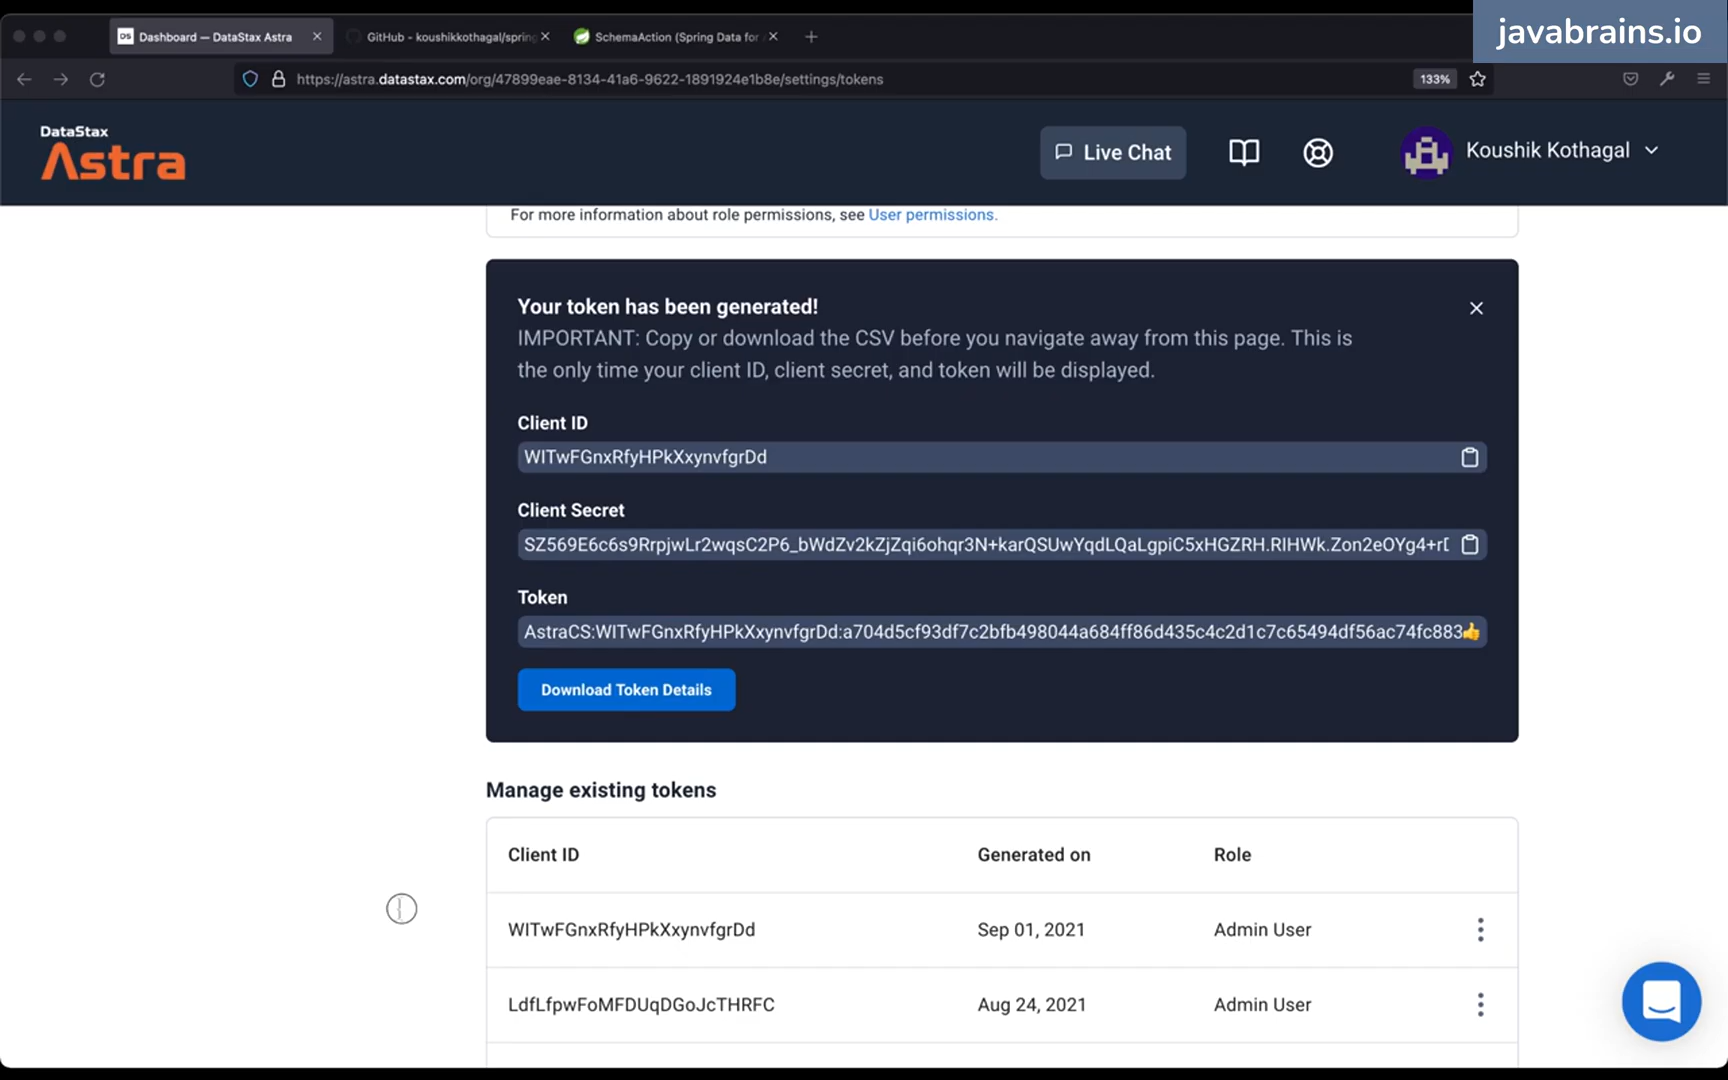 javabrains.io
DS Dashboard — DataStax Astra
GitHub - koushikkothagal/spring
SchemaAction (Spring Data for
https://astra.datastax.com/org/47899eae-8134-41a6-9622-1891924e1b8e/settings/tokens
133%
DataStax
Astra
Live Chat
Koushik Kothagal
For more information about role permissions, see User permissions.
Your token has been generated!
IMPORTANT: Copy or download the CSV before you navigate away from this page. This is
the only time your client ID, client secret, and token will be displayed.
Client ID
WITwFGnxRfyHPkXxynvfgrDd
Client Secret
SZ569E6c6s9RrpjwLr2wqsC2P6_bWdZv2kZjZqi6ohqr3N+karQSUwYqdLQaLgpiC5xHGZRH.RIHWk.Zon2eOYg4+r
Token
AstraCS:WITwFGnxRfyHPkXxynvfgrDd:a704d5cf93df7c2bfb498044a684ff86d435c4c2d1c7c65494df56ac74fc883👍
Download Token Details
Manage existing tokens
Client ID Generated on Role
WITwFGnxRfyHPkXxynvfgrDd Sep 01, 2021 Admin User
LdfLfpwFoMFDUqDGoJcTHRFC Aug 24, 2021 Admin User